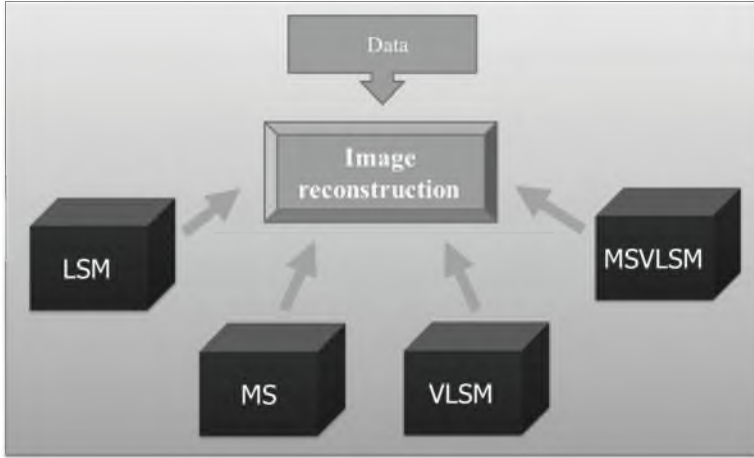 Data
Image
reconstruction
LSM
MSVLSM
MS
VLSM